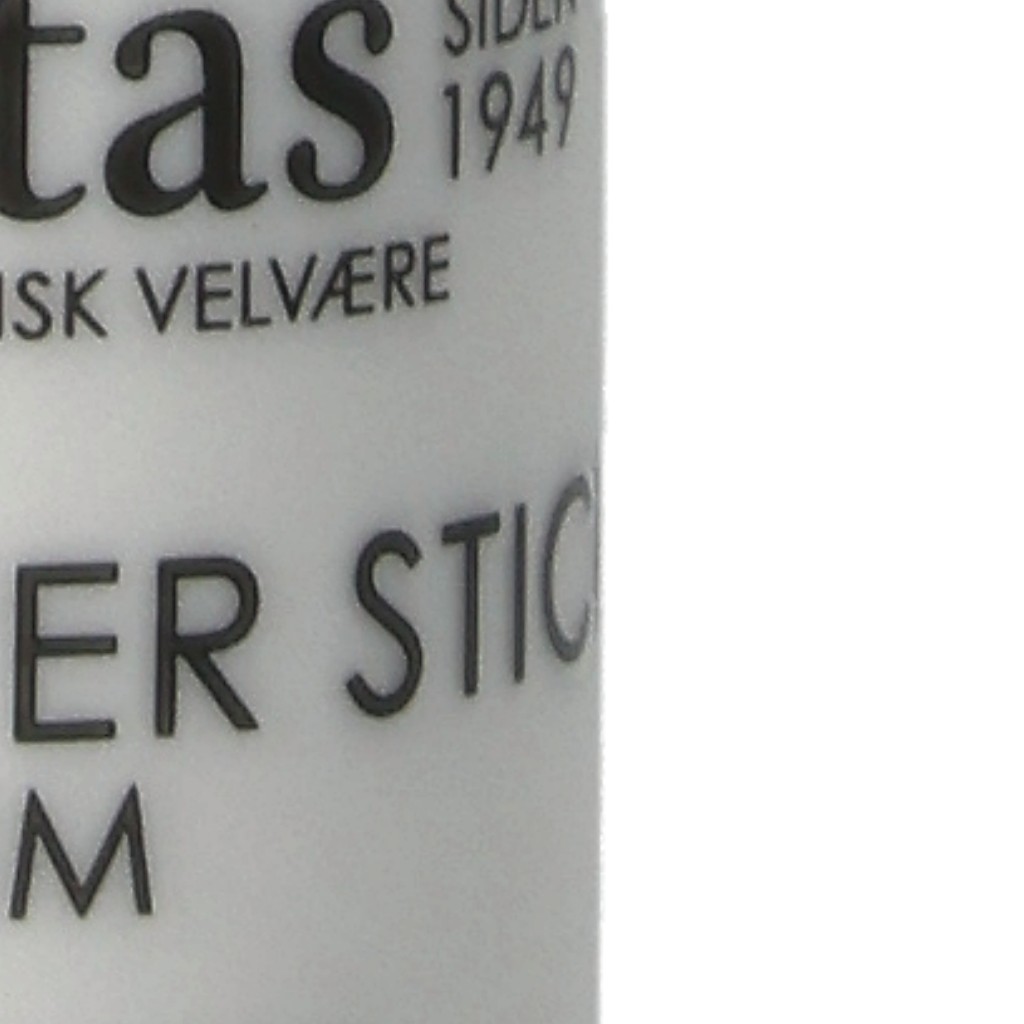 tas
SIDEN
1949
ISK VELVÆRE
ER STIC
M